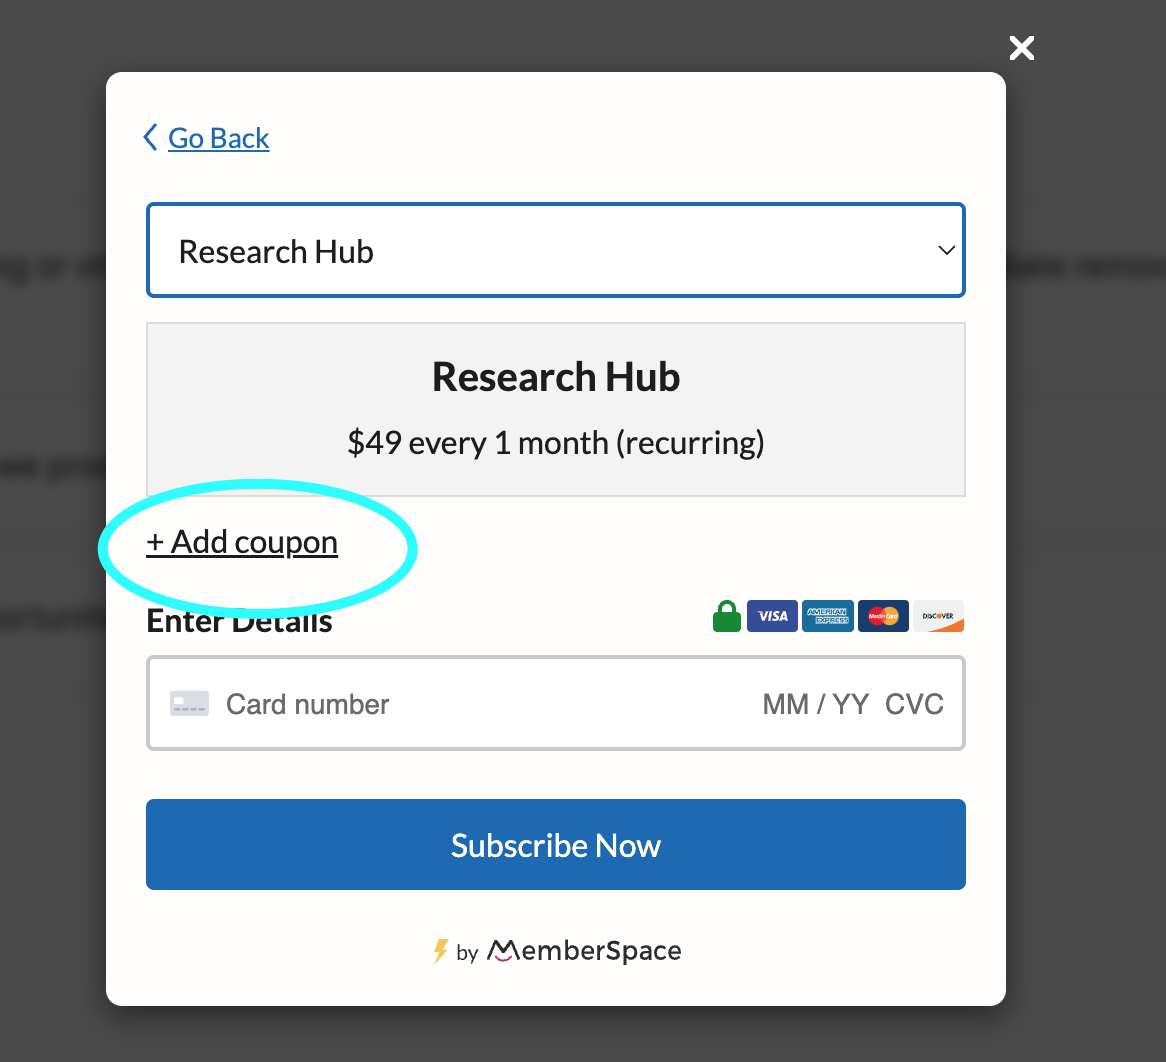 Go Back
Research Hub
Research Hub
$49 every 1 month (recurring)
+ Add coupon
Enter Details
VISA
AMERICAN
EXPRESS
MasterCard
DISCOVER
Card number MM / YY CVC
Subscribe Now
by MemberSpace